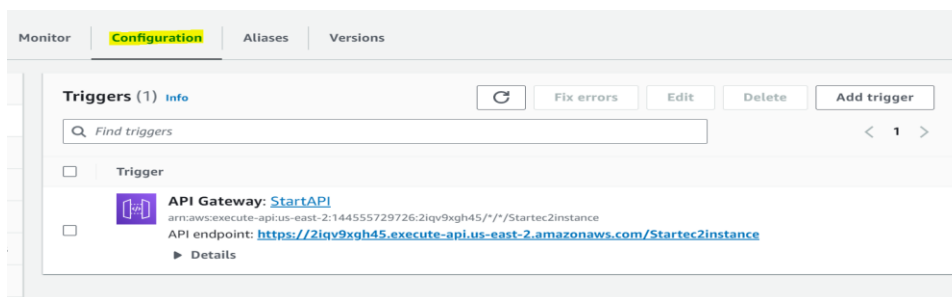 Monitor Configuration Aliases Versions
Triggers (1) Info Fix errors Edit Delete Add trigger
Find triggers < 1 >
Trigger
API Gateway: StartAPI
arn:aws:execute-api:us-east-2:144555729726:2iqv9xgh45/*/*/Startec2instance
API endpoint: https://2iqv9xgh45.execute-api.us-east-2.amazonaws.com/Startec2instance
▶ Details